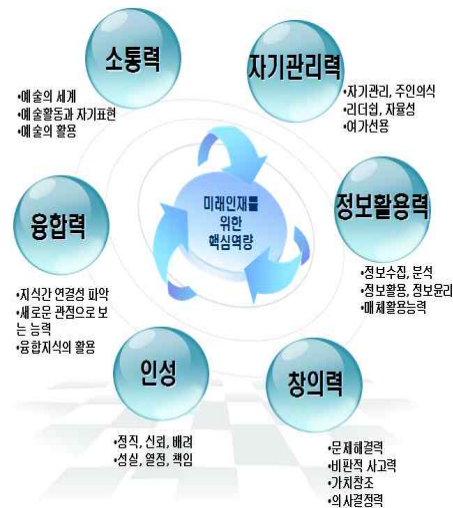 소통력
•예술의 세계
•예술활동과 자기표현
•예술의 활용
자기관리력
•자기관리, 주인의식
•리더쉽, 자율성
•여가선용
미래인재를
위한
핵심역량
융합력
•지식간 연결성 파악
•새로운 관점으로 보
는 능력
•융합지식의 활용
정보활용력
•정보수집, 분석
•정보활용, 정보윤리
•매체활용능력
인성
•정직, 신뢰, 배려
•성실, 열정, 책임
창의력
•문제해결력
•비판적 사고력
•가치창조
•의사결정력